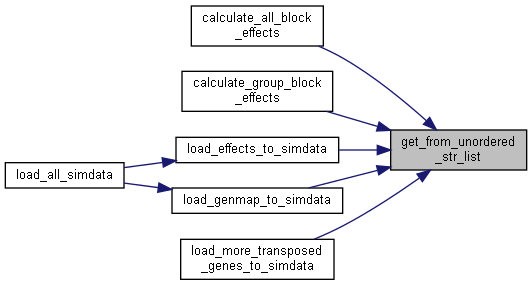 calculate_all_block
_effects
calculate_group_block
_effects
get_from_unordered
_str_list
load_effects_to_simdata
load_all_simdata
load_genmap_to_simdata
load_more_transposed
_genes_to_simdata